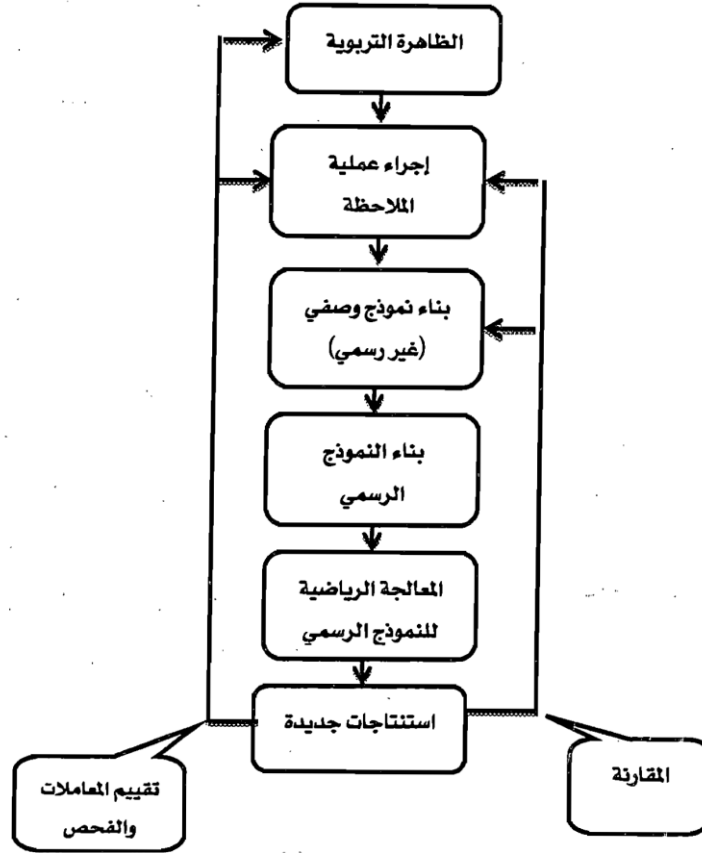 الظاهرة التربوية
إجراء عملية
الملاحظة
بناء نموذج وصفي
(غير رسمي)
بناء النموذج
الرسمي
المعالجة الرياضية
للنموذج الرسمي
استنتاجات جديدة
المقارنة
تقييم المعاملات
والفحص